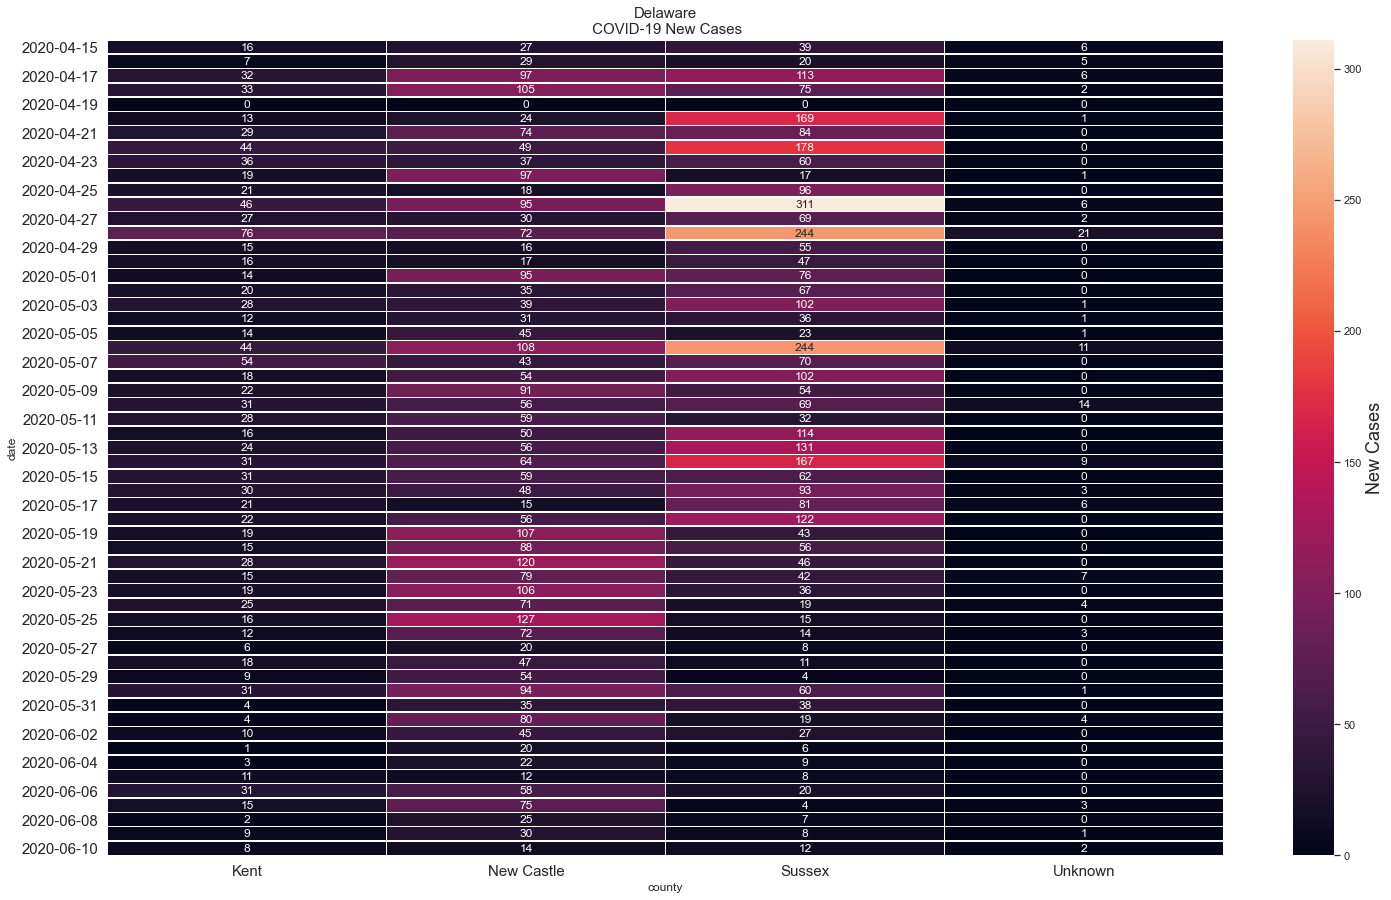 Delaware
COVID-19 New Cases
2020-04-15 16 27 39 6
7 29 20 5
2020-04-17 32 97 113 6
33 105 75 2
2020-04-19 0 0 0 0
13 24 169 1
2020-04-21 29 74 84 0
44 49 178 0
2020-04-23 36 37 60 0
19 97 17 1
2020-04-25 21 18 96 0
46 95 311 6
2020-04-27 27 30 69 2
76 72 244 21
2020-04-29 15 16 55 0
16 17 47 0
2020-05-01 14 95 76 0
20 35 67 0
2020-05-03 28 39 102 1
12 31 36 1
2020-05-05 14 45 23 1
44 108 244 11
2020-05-07 54 43 70 0
18 54 102 0
2020-05-09 22 91 54 0
31 56 69 14
2020-05-11 28 59 32 0
16 50 114 0
2020-05-13 24 56 131 0
31 64 167 9
2020-05-15 31 59 62 0
30 48 93 3
2020-05-17 21 15 81 6
22 56 122 0
2020-05-19 19 107 43 0
15 88 56 0
2020-05-21 28 120 46 0
15 79 42 7
2020-05-23 19 106 36 0
25 71 19 4
2020-05-25 16 127 15 0
12 72 14 3
2020-05-27 6 20 8 0
18 47 11 0
2020-05-29 9 54 4 0
31 94 60 1
2020-05-31 4 35 38 0
4 80 19 4
2020-06-02 10 45 27 0
1 20 6 0
2020-06-04 3 22 9 0
11 12 8 0
2020-06-06 31 58 20 0
15 75 4 3
2020-06-08 2 25 7 0
9 30 8 1
2020-06-10 8 14 12 2
Kent New Castle Sussex Unknown
county
date
300
250
200
150
100
50
0
New Cases